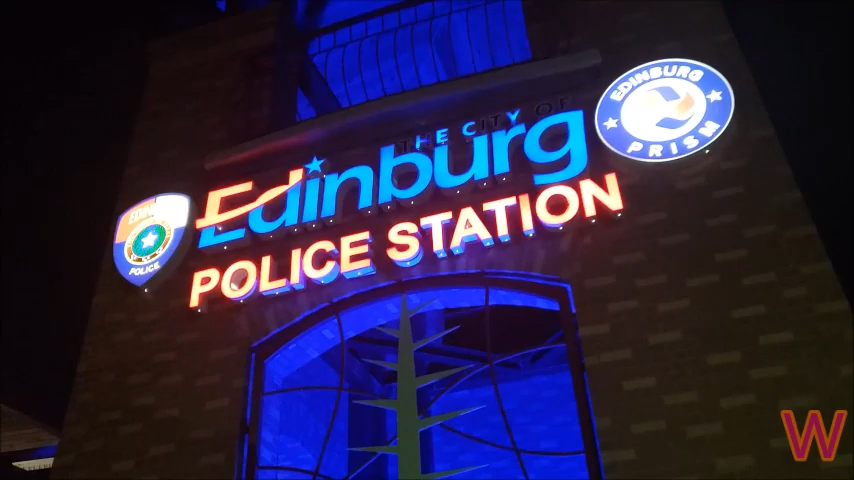 THE CITY OF
Edinburg
POLICE STATION
EDINBURG
PRISM
POLICE
W